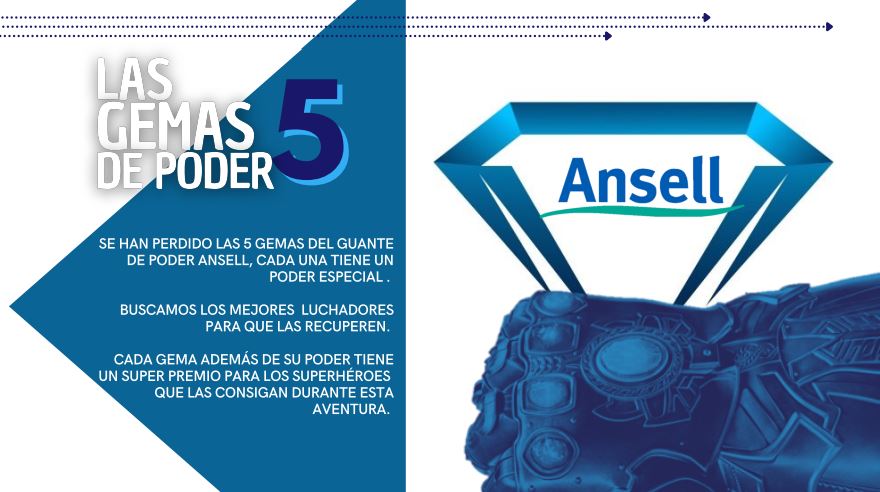 LAS
GEMAS
DE PODER
5
SE HAN PERDIDO LAS 5 GEMAS DEL GUANTE
DE PODER ANSELL, CADA UNA TIENE UN
PODER ESPECIAL .
BUSCAMOS LOS MEJORES LUCHADORES
PARA QUE LAS RECUPEREN.
CADA GEMA ADEMÁS DE SU PODER TIENE
UN SUPER PREMIO PARA LOS SUPERHÉROES
QUE LAS CONSIGAN DURANTE ESTA
AVENTURA.
Ansell